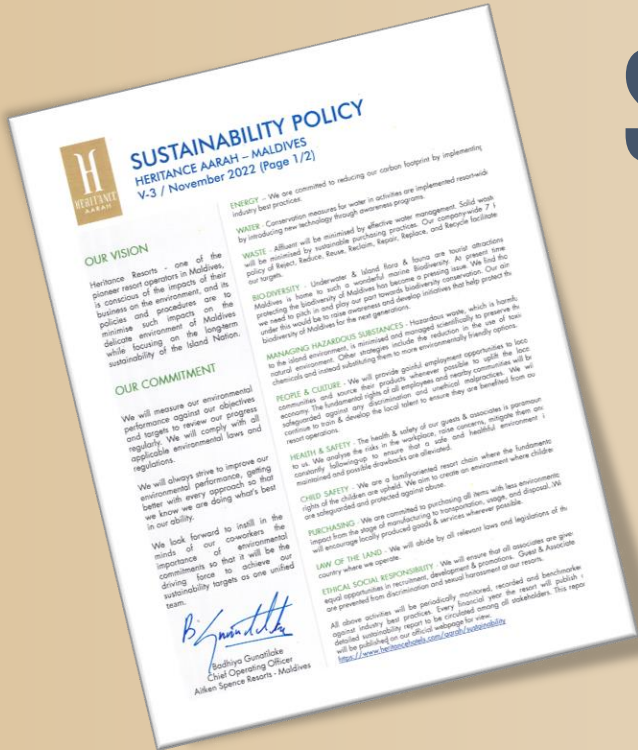 S
H
HERITANCE
AARAH
SUSTAINABILITY POLICY
HERITANCE AARAH – MALDIVES
V-3 / November 2022 (Page 1/2)
OUR VISION
Heritance Resorts - one of the
pioneer resort operators in Maldives,
is conscious of the impacts of their
business on the environment, and its
policies and procedures are to
minimise such impacts on the
delicate environment of Maldives
while focusing on the long-term
sustainability of the Island Nation.
OUR COMMITMENT
We will measure our environmental
performance against our objectives
and targets to review our progress
regularly. We will comply with all
applicable environmental laws and
regulations.
We will always strive to improve our
environmental performance, getting
better with every approach so that
we know we are doing what's best
in our ability.
We look forward to instill in the
minds of our co-workers the
importance of environmental
commitments so that it will be the
driving force to achieve our
sustainability targets as one unified
team.
Badhiya Gunatilake
Chief Operating Officer
Aitken Spence Resorts - Maldives
ENERGY – We are committed to reducing our carbon footprint by implementing
industry best practices.
WATER - Conservation measures for water in activities are implemented resort-wide
by introducing new technology through awareness programs.
WASTE - Affluent will be minimised by effective water management. Solid waste
will be minimised by sustainable purchasing practices. Our company-wide 7
policy of Reject, Reduce, Reuse, Reclaim, Repair, Replace, and Recycle facilitate
our targets.
BIODIVERSITY - Underwater & Island flora & fauna are tourist attractions
Maldives is home to such a wonderful marine Biodiversity. At present time
protecting the biodiversity of Maldives has become a pressing issue. We find tha
we need to pitch in and play our part towards biodiversity conservation. Our aim
under this would be to raise awareness and develop initiatives that help protect th
biodiversity of Maldives for the next generations.
MANAGING HAZARDOUS SUBSTANCES - Hazardous waste, which is harmfu
to the island environment, is minimised and managed scientifically to preserve th
natural environment. Other strategies include the reduction in the use of toxi
chemicals and instead substituting them to more environmentally friendly options.
PEOPLE & CULTURE - We will provide gainful employment opportunities to loca
communities and source their products whenever possible to uplift the loca
economy. The fundamental rights of all employees and nearby communities will be
safeguarded against any discrimination and unethical malpractices. We wil
continue to train & develop the local talent to ensure they are benefited from ou
resort operations.
HEALTH & SAFETY - The health & safety of our guests & associates is paramoun
to us. We analyse the risks in the workplace, raise concerns, mitigate them and
constantly following-up to ensure that a safe and healthful environment i
maintained and possible drawbacks are alleviated.
CHILD SAFETY - We are a family-oriented resort chain where the fundamenta
rights of the children are upheld. We aim to create an environment where childre
are safeguarded and protected against abuse.
PURCHASING - We are committed to purchasing all items with less environmenta
impact from the stage of manufacturing to transportation, usage, and disposal. W
will encourage locally produced goods & services wherever possible.
LAW OF THE LAND - We will abide by all relevant laws and legislations of th
country where we operate.
ETHICAL SOCIAL RESPONSIBILITY - We will ensure that all associates are give
equal opportunities in recruitment, development & promotions. Guest & Associate
are prevented from discrimination and sexual harassment at our resorts.
All above activities will be periodically monitored, recorded and benchmarke
against industry best practices. Every financial year the resort will publish
detailed sustainability report to be circulated among all stakeholders. This repor
will be published on our official webpage for view.
https://www.heritancehotels.com/aarah/sustainability